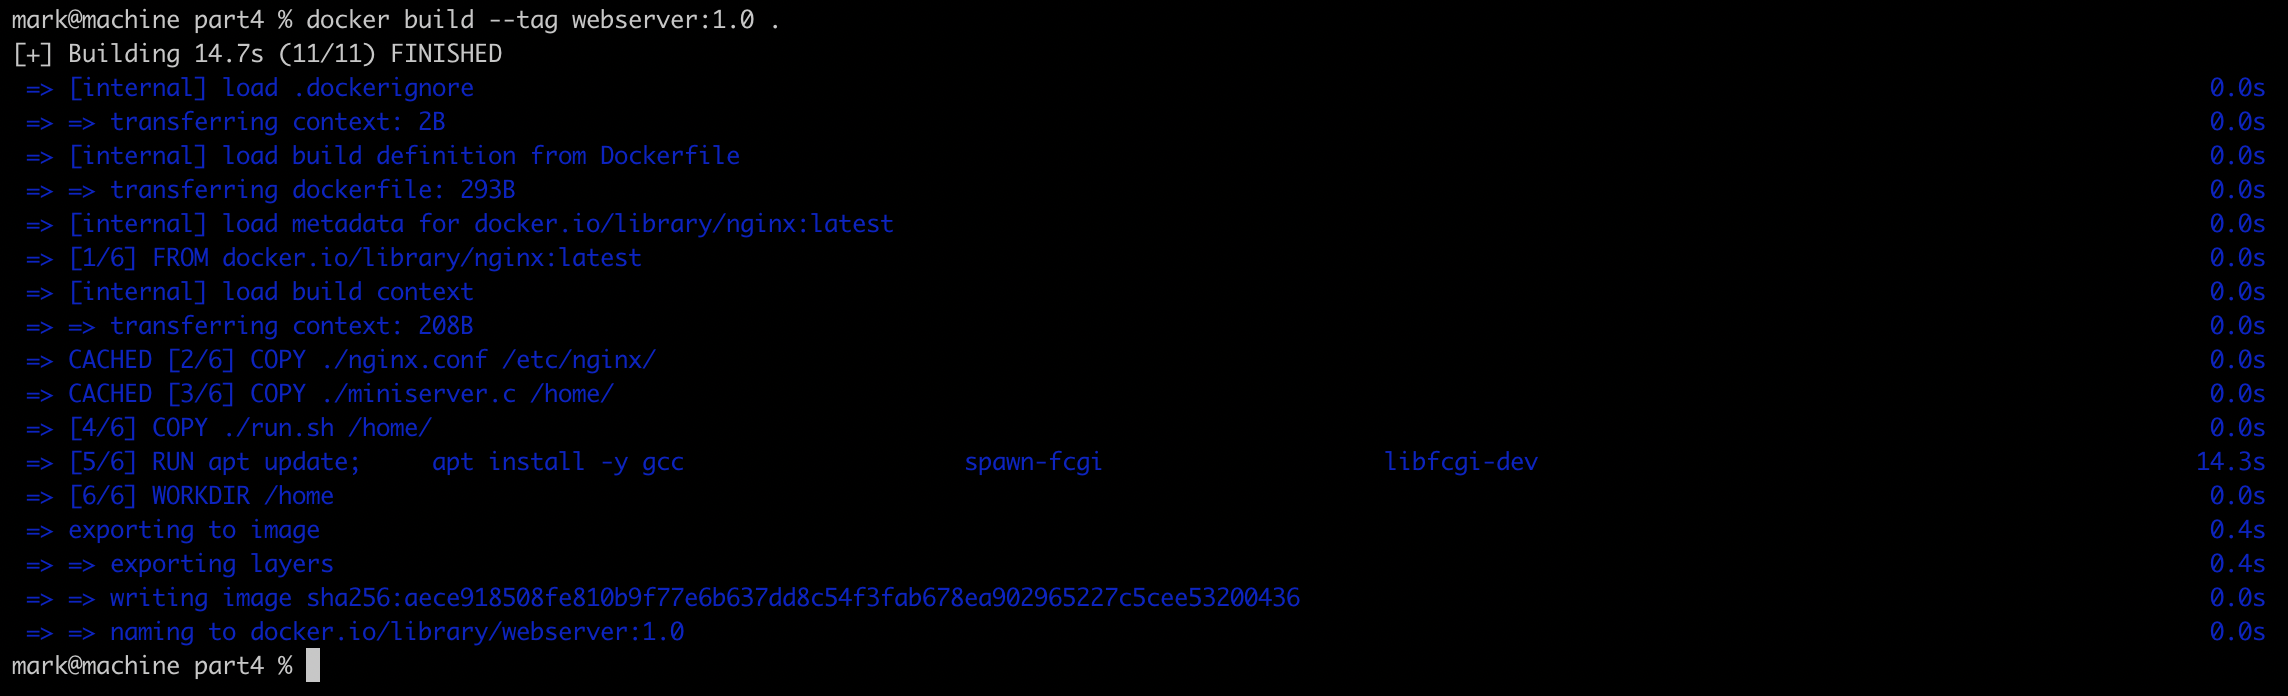 mark@machine part4 % docker build --tag webserver:1.0 .
[+] Building 14.7s (11/11) FINISHED
=> [internal] load .dockerignore 0.0s
=> => transferring context: 2B 0.0s
=> [internal] load build definition from Dockerfile 0.0s
=> => transferring dockerfile: 293B 0.0s
=> [internal] load metadata for docker.io/library/nginx:latest 0.0s
=> [1/6] FROM docker.io/library/nginx:latest 0.0s
=> [internal] load build context 0.0s
=> => transferring context: 208B 0.0s
=> CACHED [2/6] COPY ./nginx.conf /etc/nginx/ 0.0s
=> CACHED [3/6] COPY ./miniserver.c /home/ 0.0s
=> [4/6] COPY ./run.sh /home/ 0.0s
=> [5/6] RUN apt update; apt install -y gcc spawn-fcgi libfcgi-dev 14.3s
=> [6/6] WORKDIR /home 0.0s
=> exporting to image 0.4s
=> => exporting layers 0.4s
=> => writing image sha256:aece918508fe810b9f77e6b637dd8c54f3fab678ea902965227c5cee53200436 0.0s
=> => naming to docker.io/library/webserver:1.0 0.0s
mark@machine part4 %